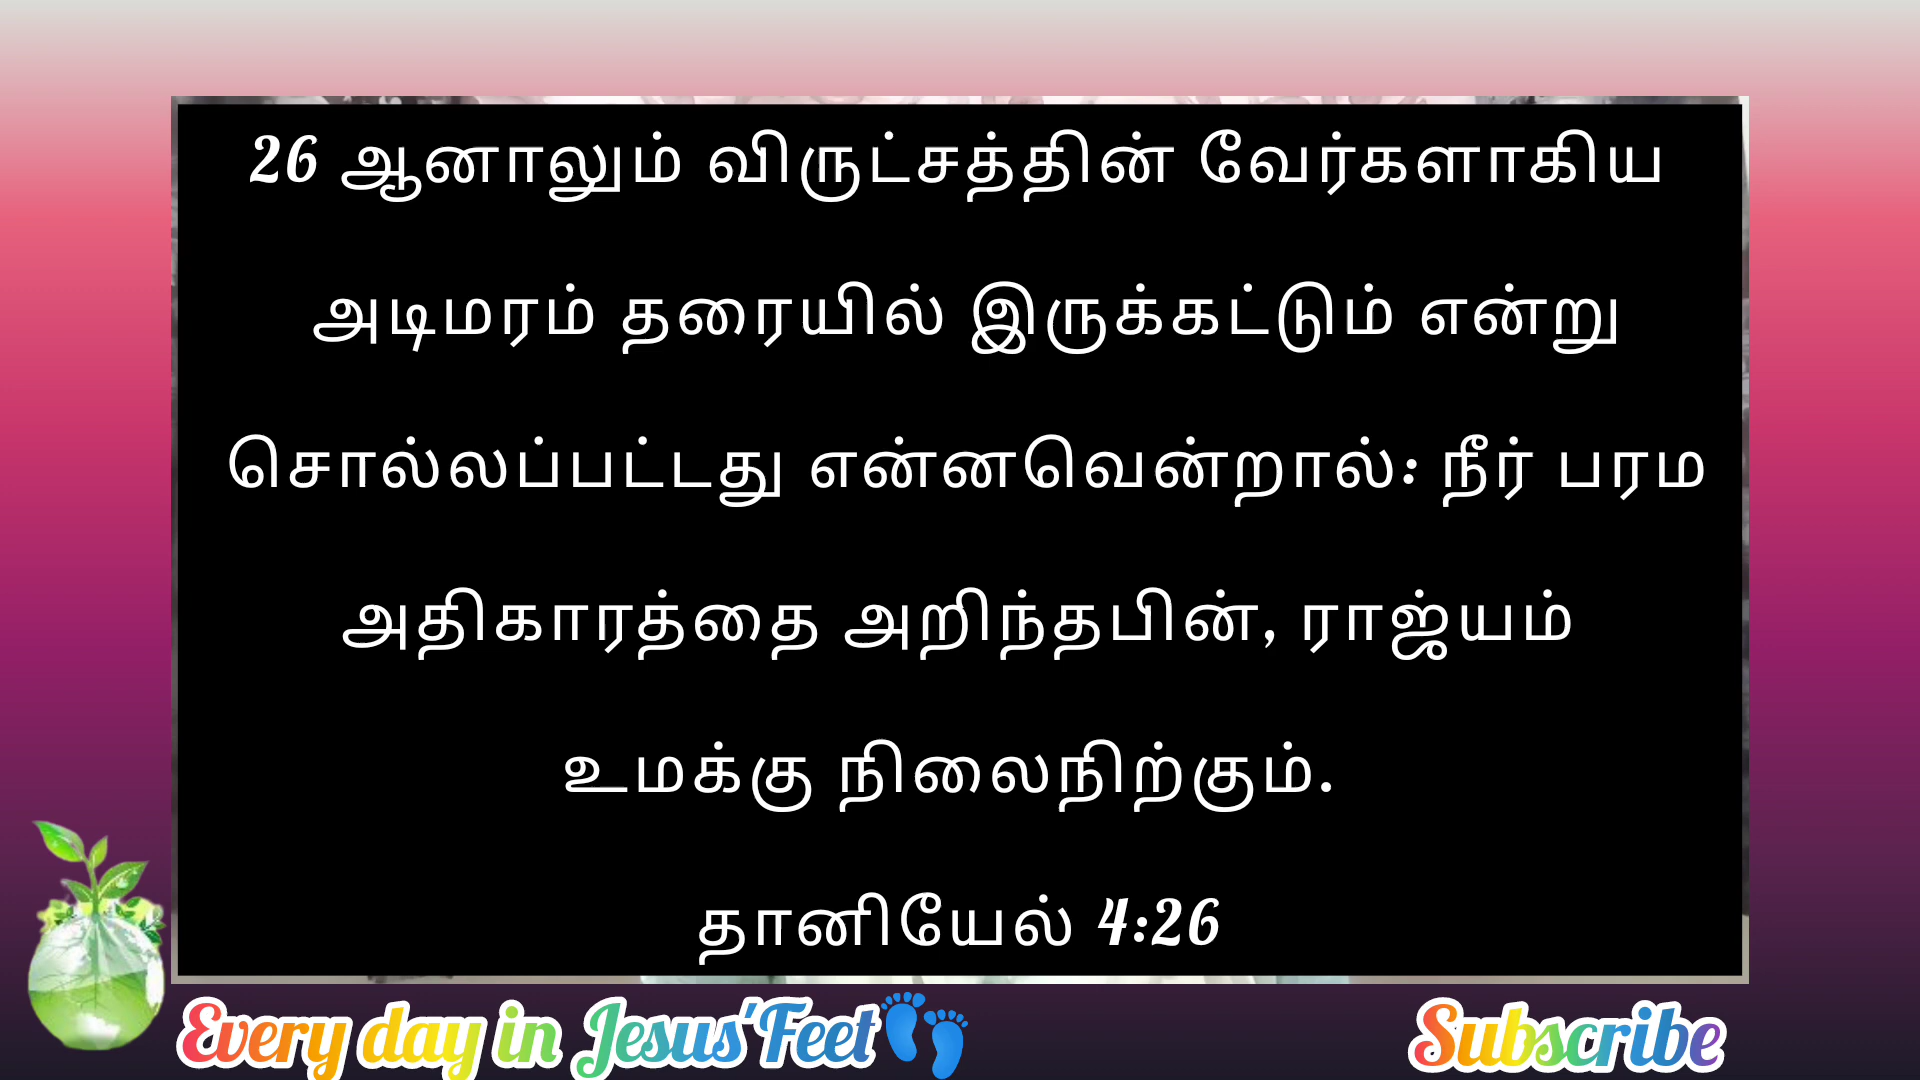 26 ஆனாலும் விருட்சத்தின் வேர்களாகிய
அடிமரம் தரையில் இருக்கட்டும் என்று
சொல்லப்பட்டது என்னவென்றால்: நீர் பரம
அதிகாரத்தை அறிந்தபின், ராஜ்யம்
உமக்கு நிலைநிற்கும்.
தானியேல் 4:26
Every day in Jesus'Feet
Subscribe